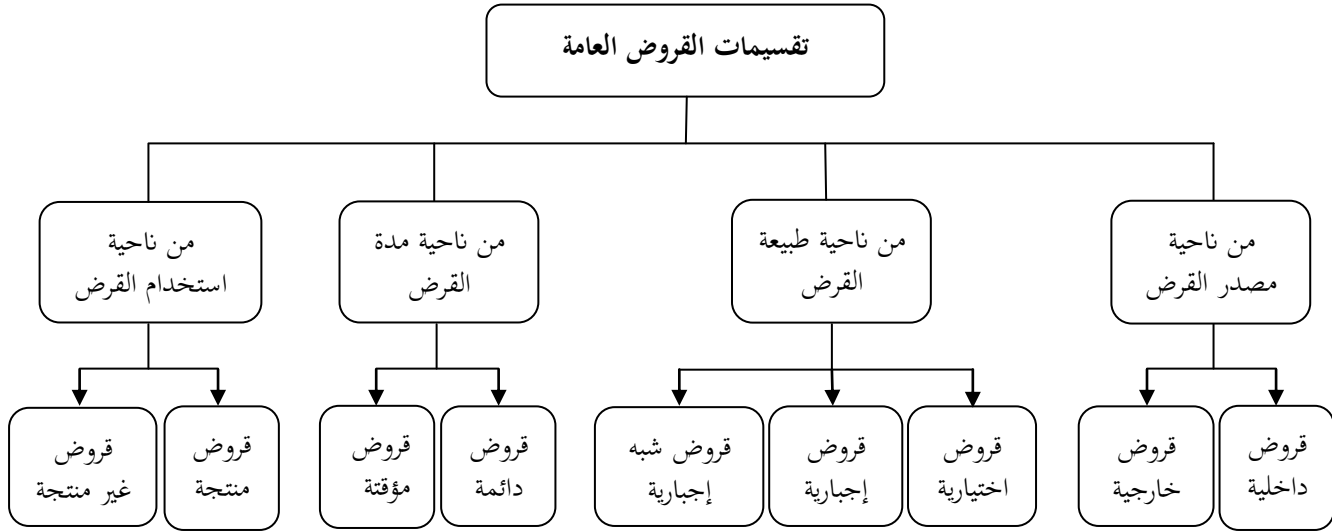 تقسيمات القروض العامة
من ناحية
مصدر القرض
من ناحية طبيعة
القرض
من ناحية مدة
القرض
من ناحية
استخدام القرض
قروض
داخلية
قروض
خارجية
قروض
اختيارية
قروض
إجبارية
قروض شبه
إجبارية
قروض
دائمة
قروض
مؤقتة
قروض
منتجة
قروض
غير منتجة